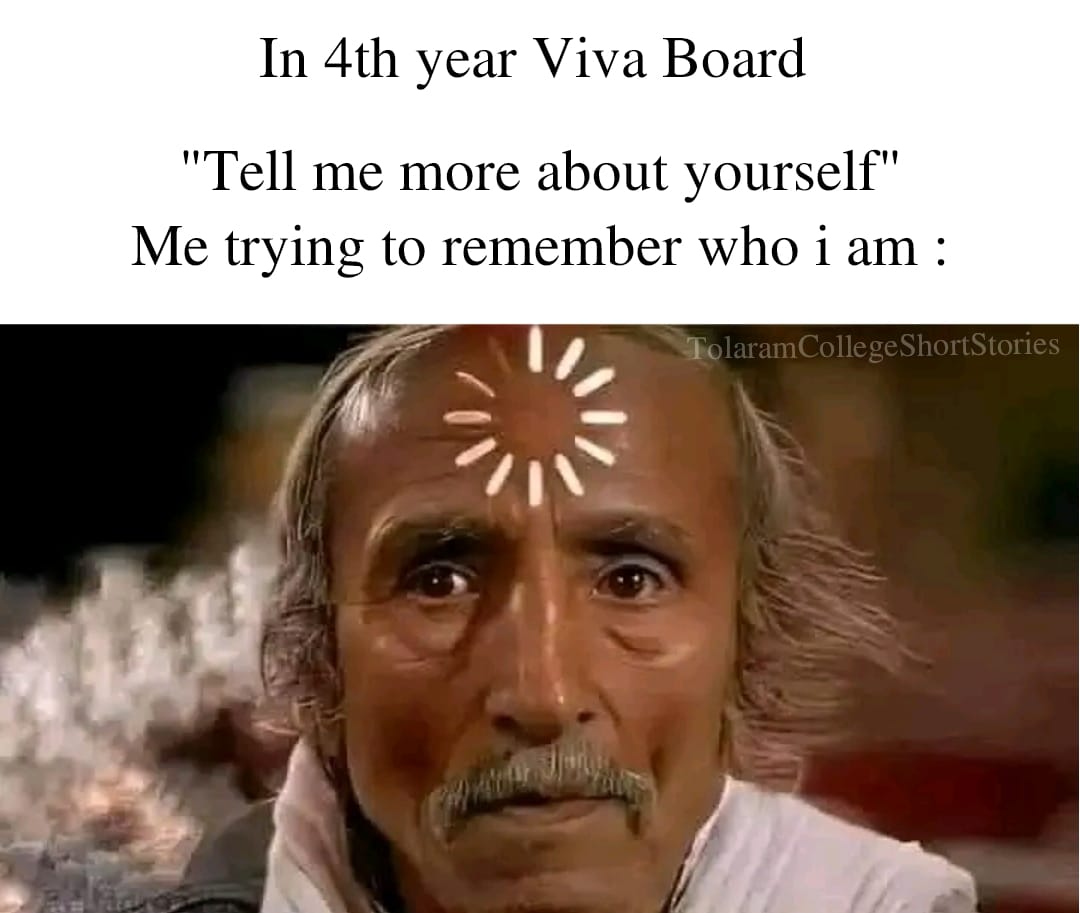 In 4th year Viva Board
"Tell me more about yourself"
Me trying to remember who i am :
TolaramCollegeShortStories